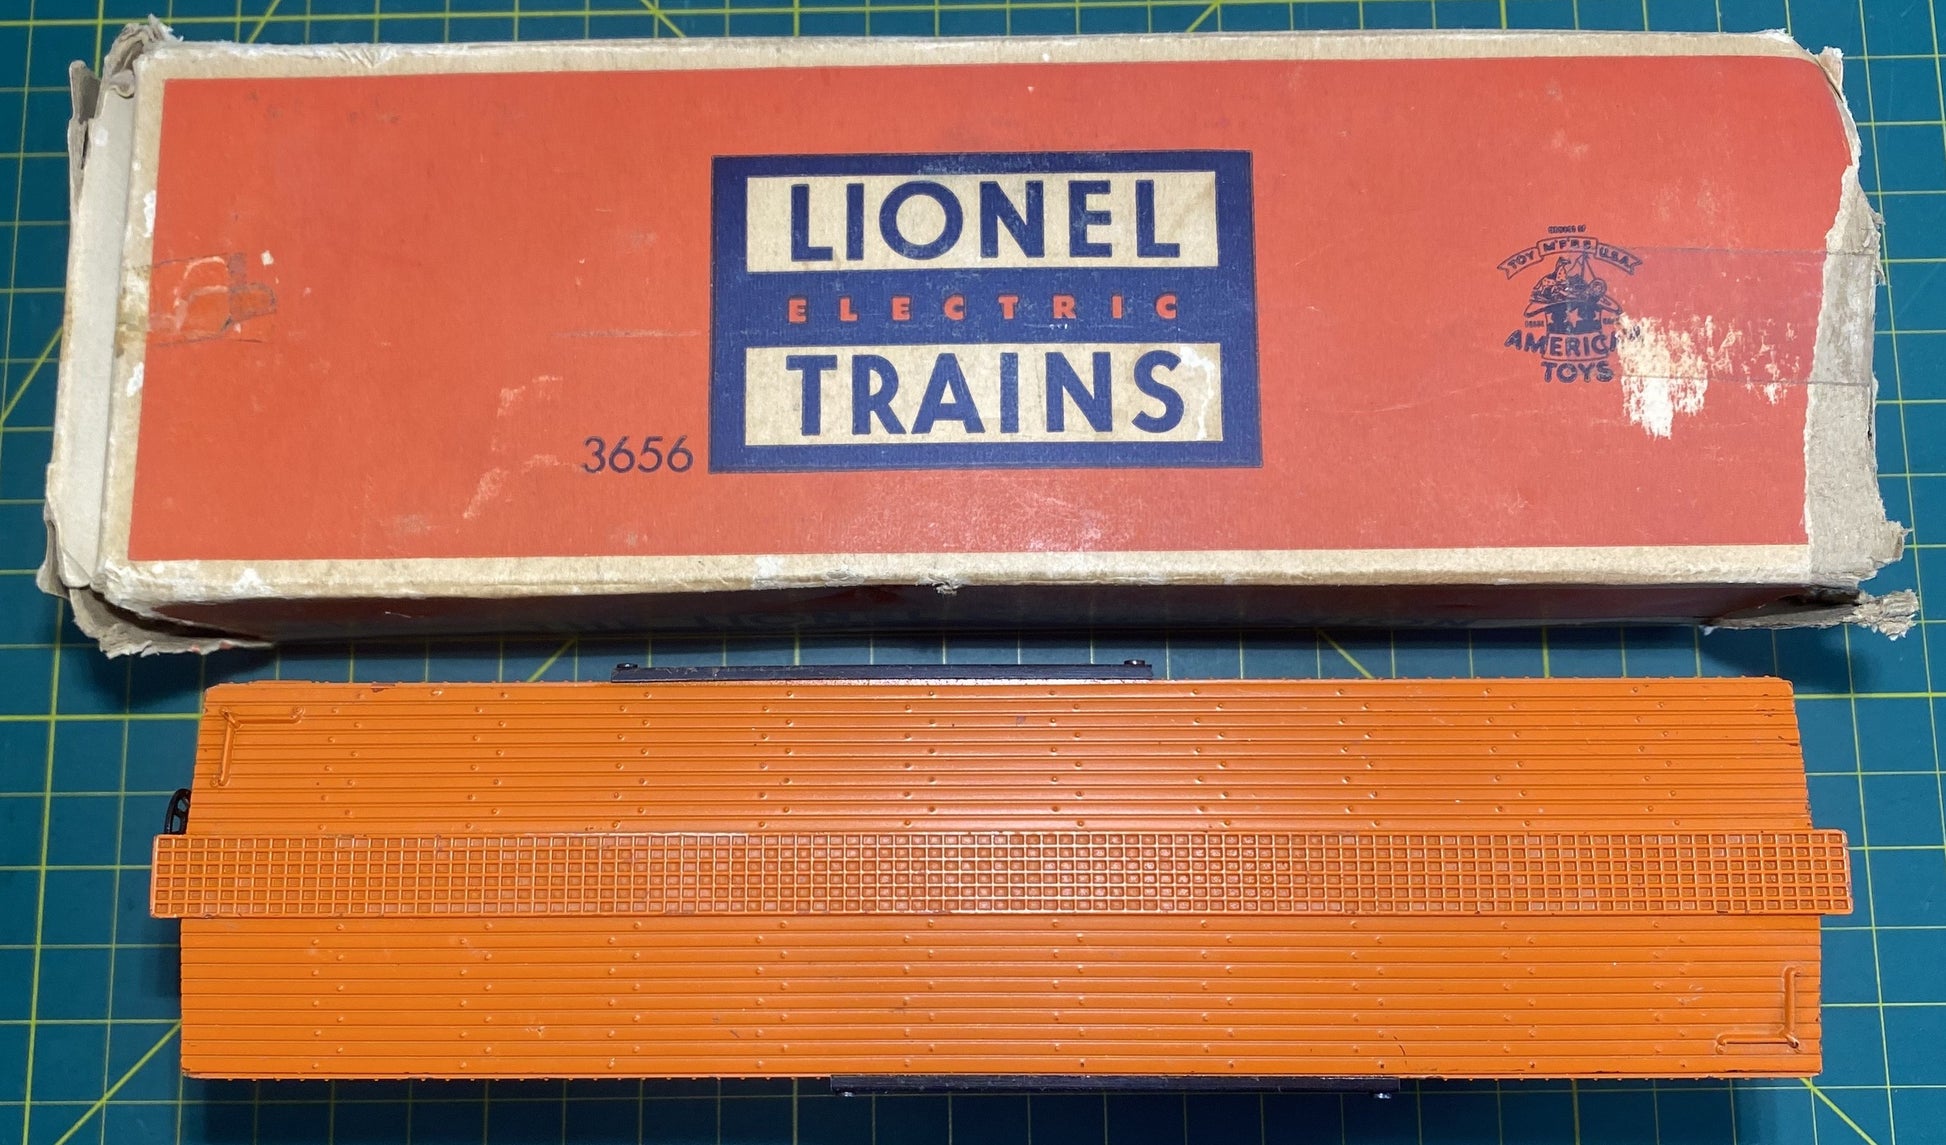 LIONEL
ELECTRIC
TRAINS
3656
TOY M'F'R'S U.S.A.
AMERICAN
TOYS